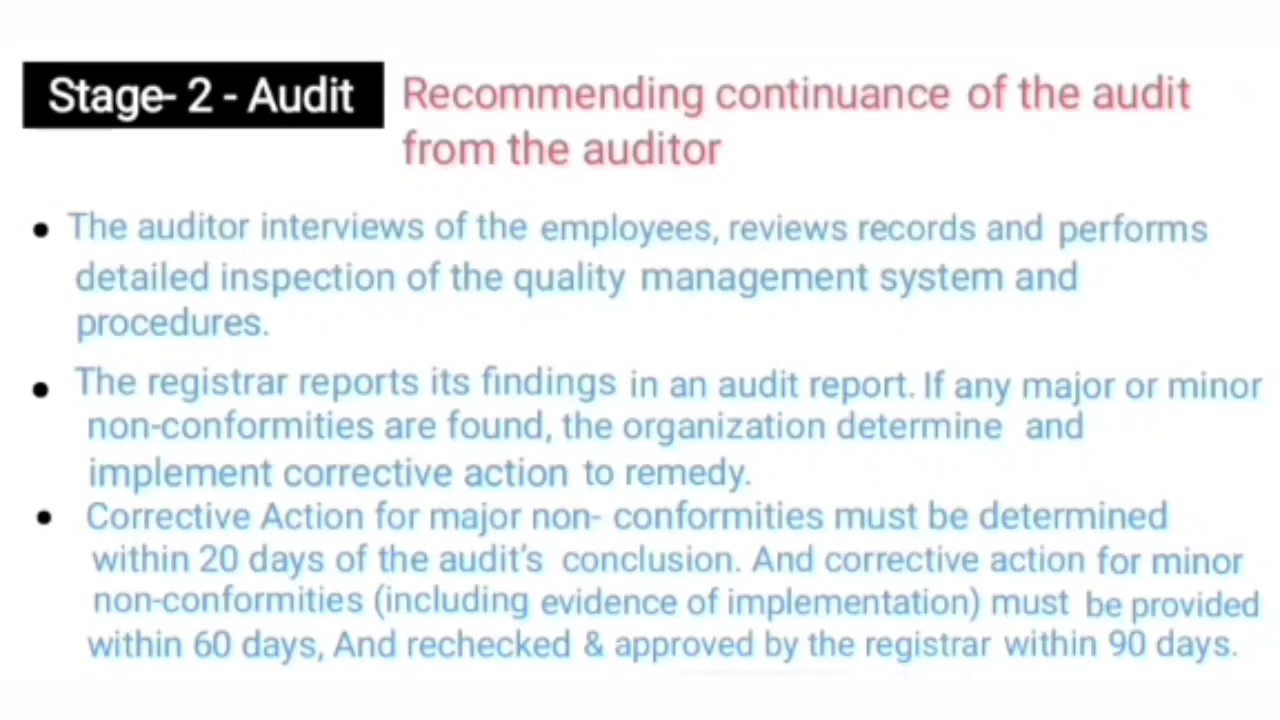 Stage- 2 - Audit
Recommending continuance of the audit
from the auditor
• The auditor interviews of the employees, reviews records and performs
detailed inspection of the quality management system and
procedures.
• The registrar reports its findings in an audit report. If any major or minor
non-conformities are found, the organization determine and
implement corrective action to remedy.
• Corrective Action for major non- conformities must be determined
within 20 days of the audit's conclusion. And corrective action for minor
non-conformities (including evidence of implementation) must be provided
within 60 days, And rechecked & approved by the registrar within 90 days.